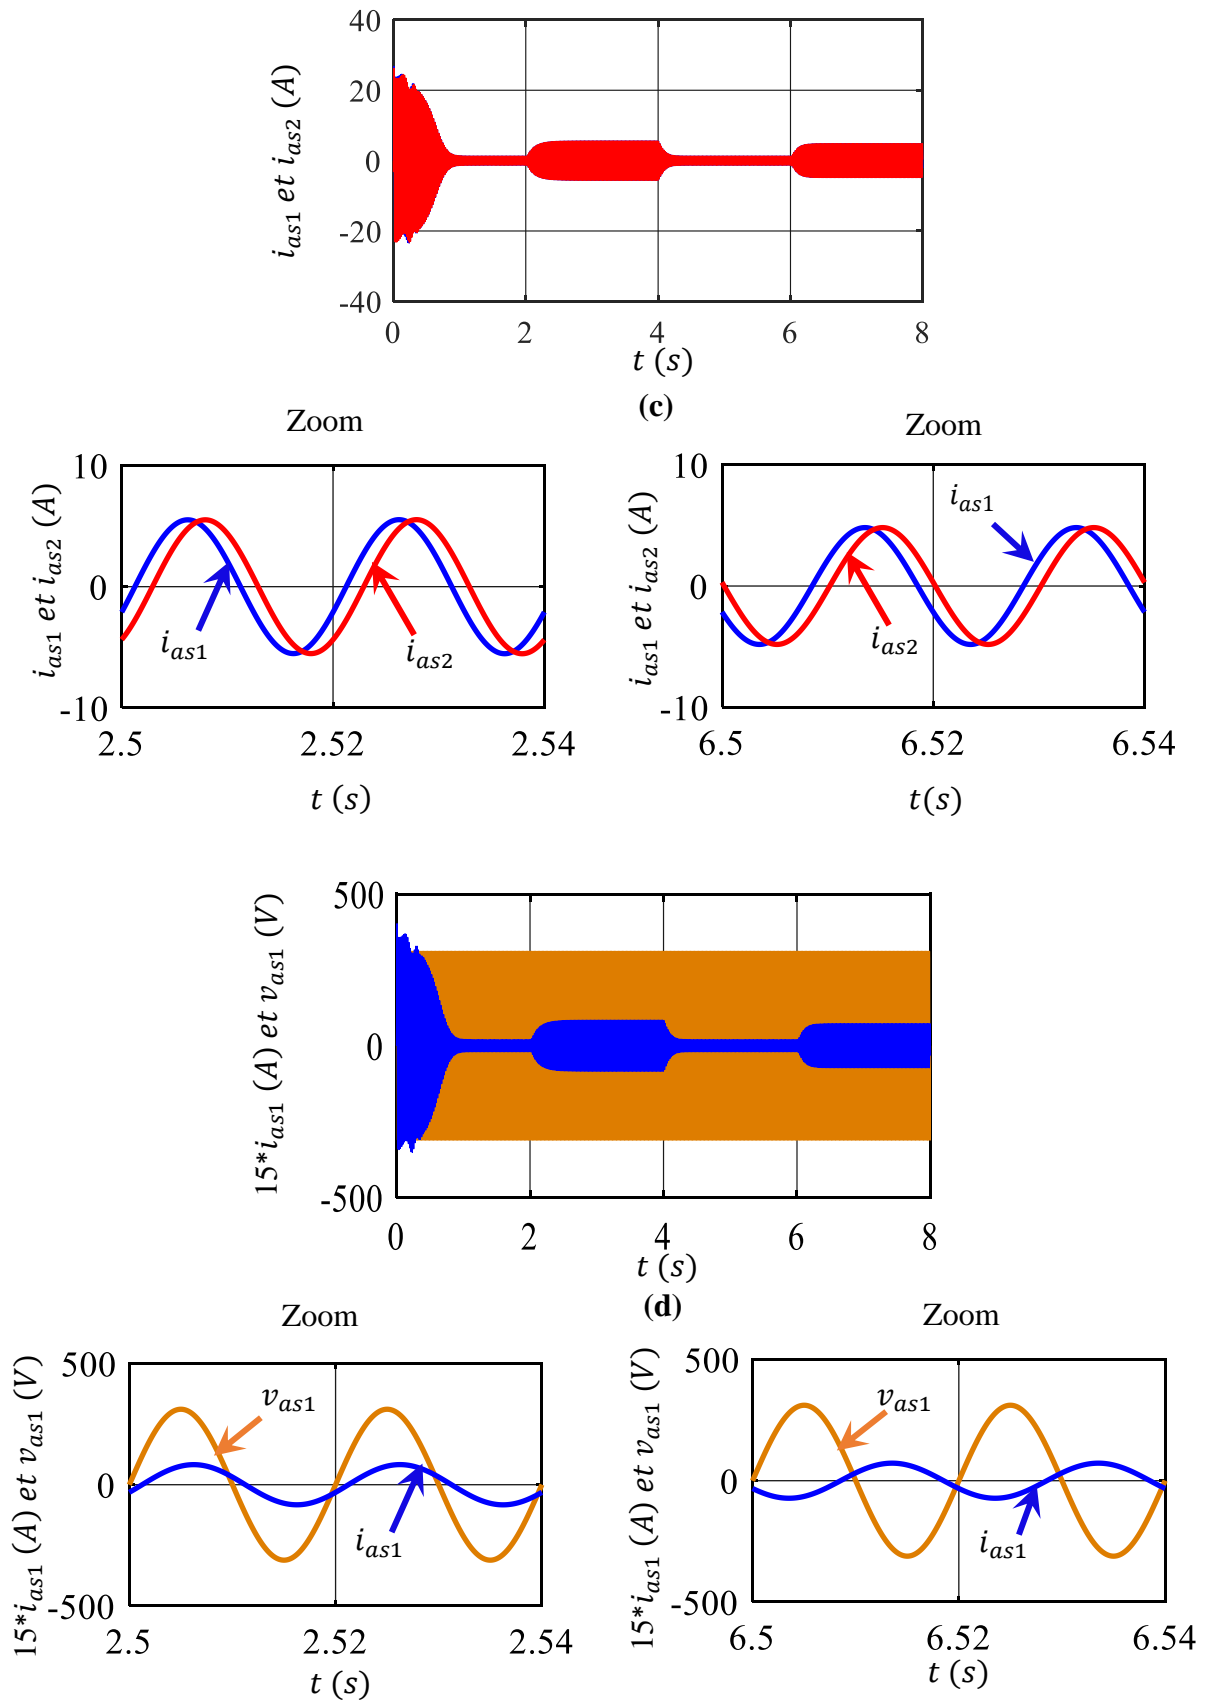 40
20
0
-20
-40
i_as1 et i_as2 (A)
0 2 4 6 8
t (s)
(c)
Zoom
10
0
-10
i_as1 et i_as2 (A)
i_as1
i_as2
2.5 2.52 2.54
t (s)
Zoom
10
0
-10
i_as1 et i_as2 (A)
i_as1
i_as2
6.5 6.52 6.54
t(s)
500
0
-500
15*i_as1 (A) et v_as1 (V)
0 2 4 6 8
t (s)
(d)
Zoom
500
0
-500
15*i_as1 (A) et v_as1 (V)
v_as1
i_as1
2.5 2.52 2.54
t (s)
Zoom
500
0
-500
15*i_as1 (A) et v_as1 (V)
v_as1
i_as1
6.5 6.52 6.54
t (s)